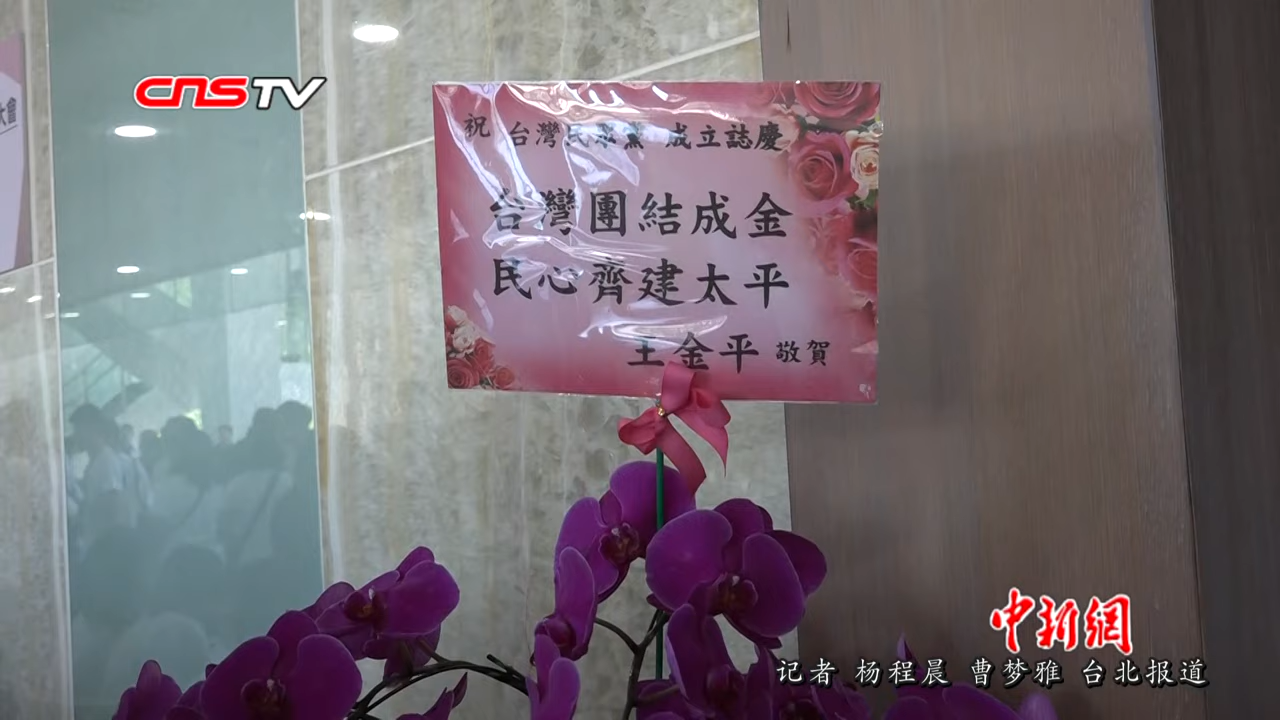 CNSTV
大會
祝 台灣民眾黨 成立誌慶
台灣團結成金
民心齊建太平
王金平 敬賀
中新網
记者 杨程晨 曹梦雅 台北报道